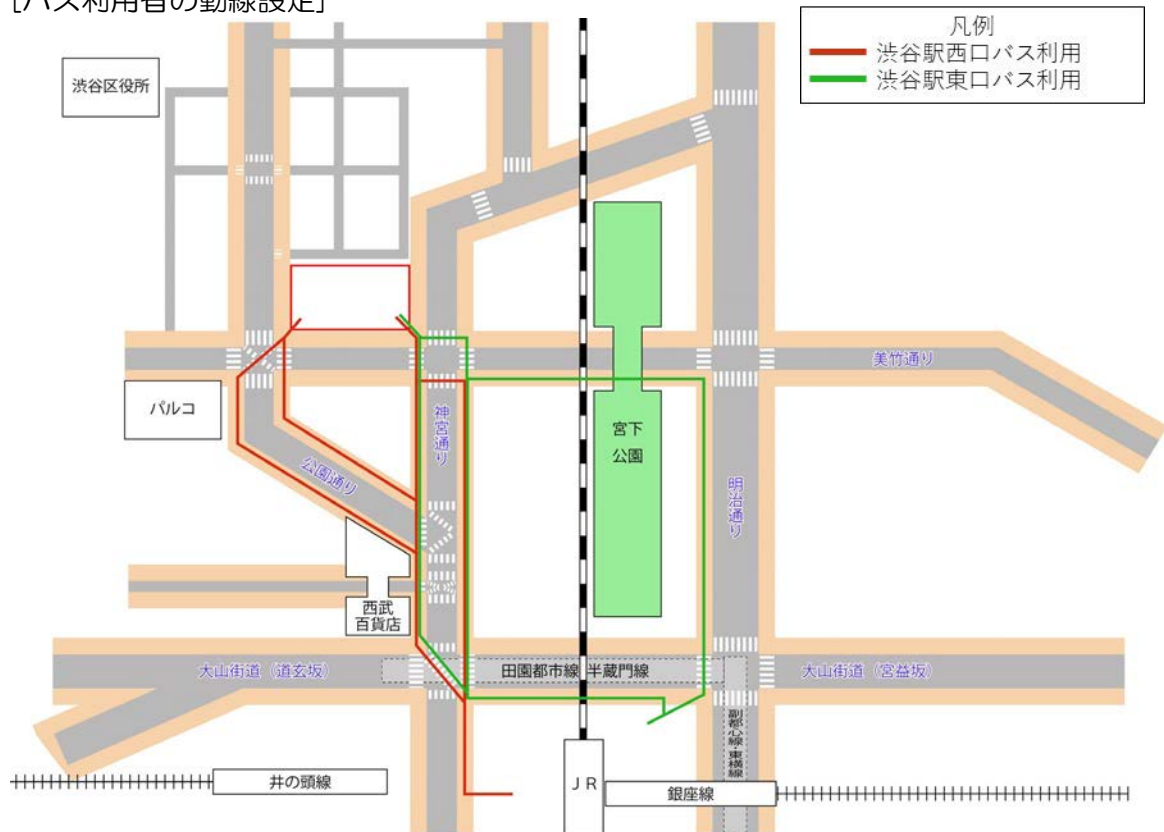 [バス利用者の動線設定]
凡例
渋谷駅西口バス利用
渋谷駅東口バス利用
渋谷区役所
美竹通り
パルコ
神宮通り
宮下
公園
公園通り
明治通り
西武
百貨店
大山街道（道玄坂）
田園都市線 半蔵門線
大山街道（宮益坂）
副都心線・東横線
井の頭線
ＪＲ
銀座線